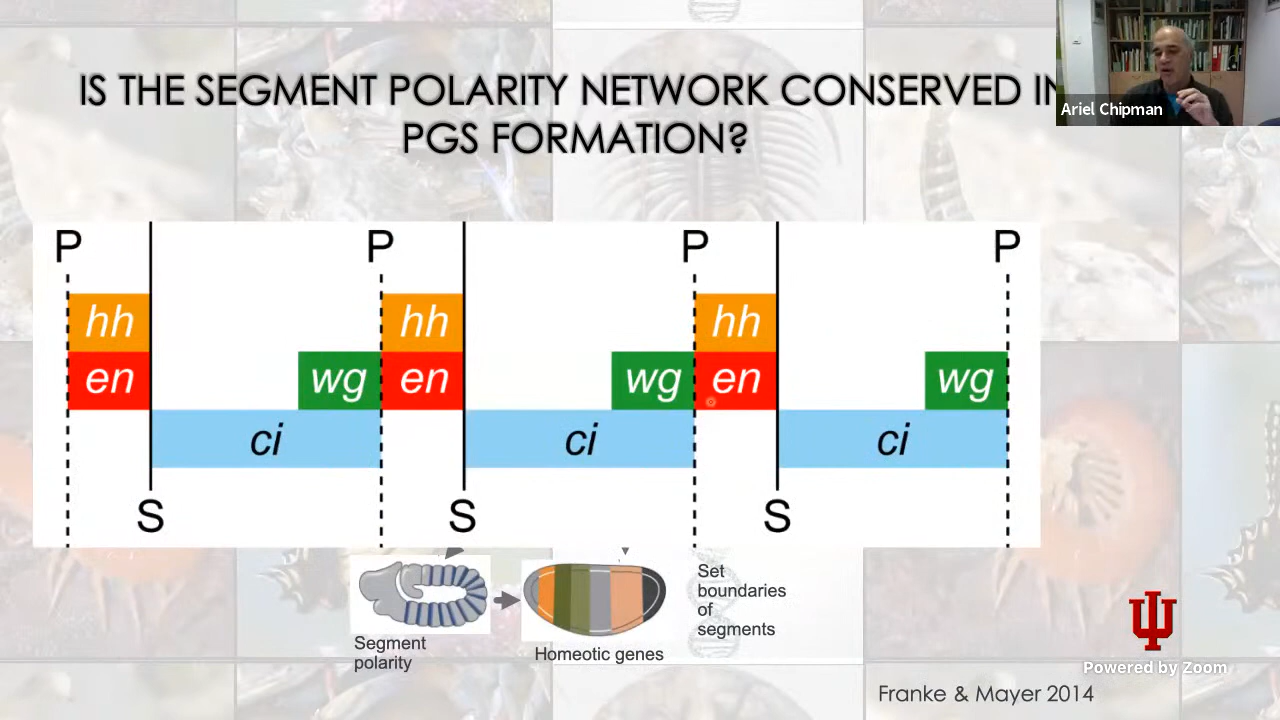 IS THE SEGMENT POLARITY NETWORK CONSERVED IN
PGS FORMATION?
Ariel Chipman
P P P P
hh hh hh
en wg en wg en wg
ci ci ci
S S S
Set
boundaries
of
segments
Segment
polarity
Homeotic genes
Powered by Zoom
Franke & Mayer 2014